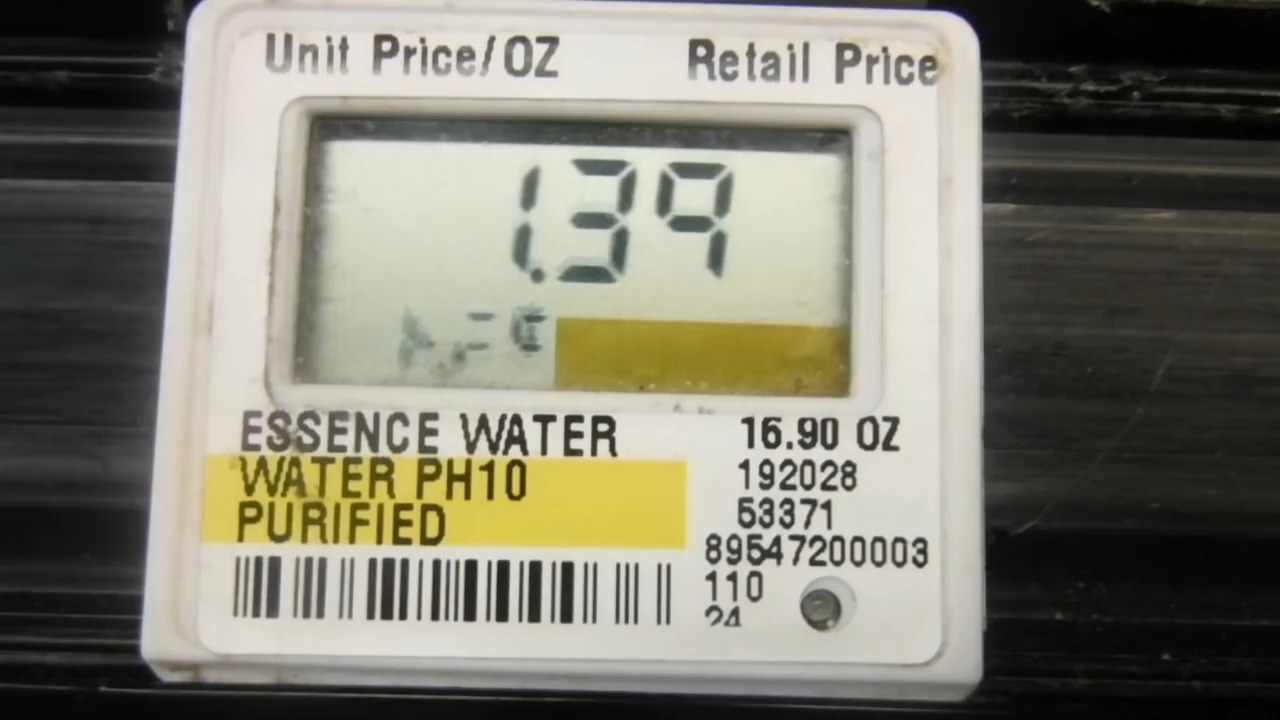 Unit Price/OZ Retail Price
1.39
ESSENCE WATER 16.90 OZ
WATER PH10 192028
PURIFIED 53371
89547200003
110
24